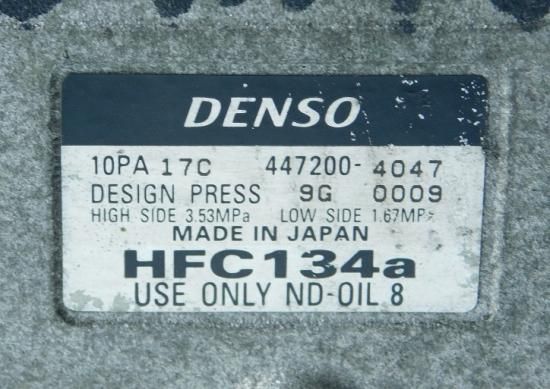 DENSO
10PA 17C 447200-4047
DESIGN PRESS 9G 0009
HIGH SIDE 3.53MPa LOW SIDE 1.67MPa
MADE IN JAPAN
HFC134a
USE ONLY ND-OIL 8